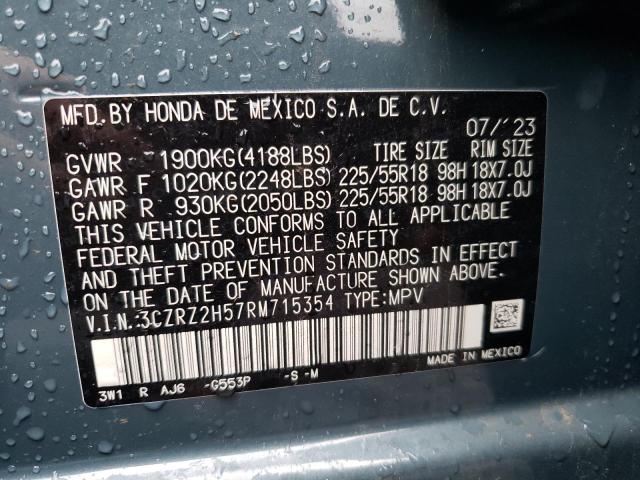 MFD. BY HONDA DE MEXICO S.A. DE C.V.
07/'23
GVWR 1900KG(4188LBS) TIRE SIZE RIM SIZE
GAWR F 1020KG(2248LBS) 225/55R18 98H 18X7.0J
GAWR R 930KG(2050LBS) 225/55R18 98H 18X7.0J
THIS VEHICLE CONFORMS TO ALL APPLICABLE
FEDERAL MOTOR VEHICLE SAFETY
AND THEFT PREVENTION STANDARDS IN EFFECT
ON THE DATE OF MANUFACTURE SHOWN ABOVE.
V.I.N.:3CZRZ2H57RM715354 TYPE:MPV
MADE IN MEXICO
3W1 R AJ6 -G553P -S -M